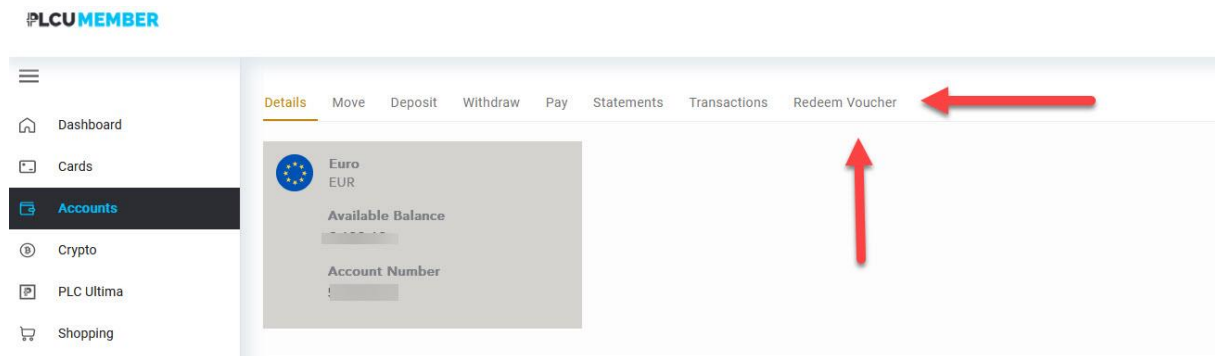 PLCUMEMBER
Details Move Deposit Withdraw Pay Statements Transactions Redeem Voucher
Dashboard
Cards
Accounts
Crypto
PLC Ultima
Shopping
Euro
EUR
Available Balance
Account Number